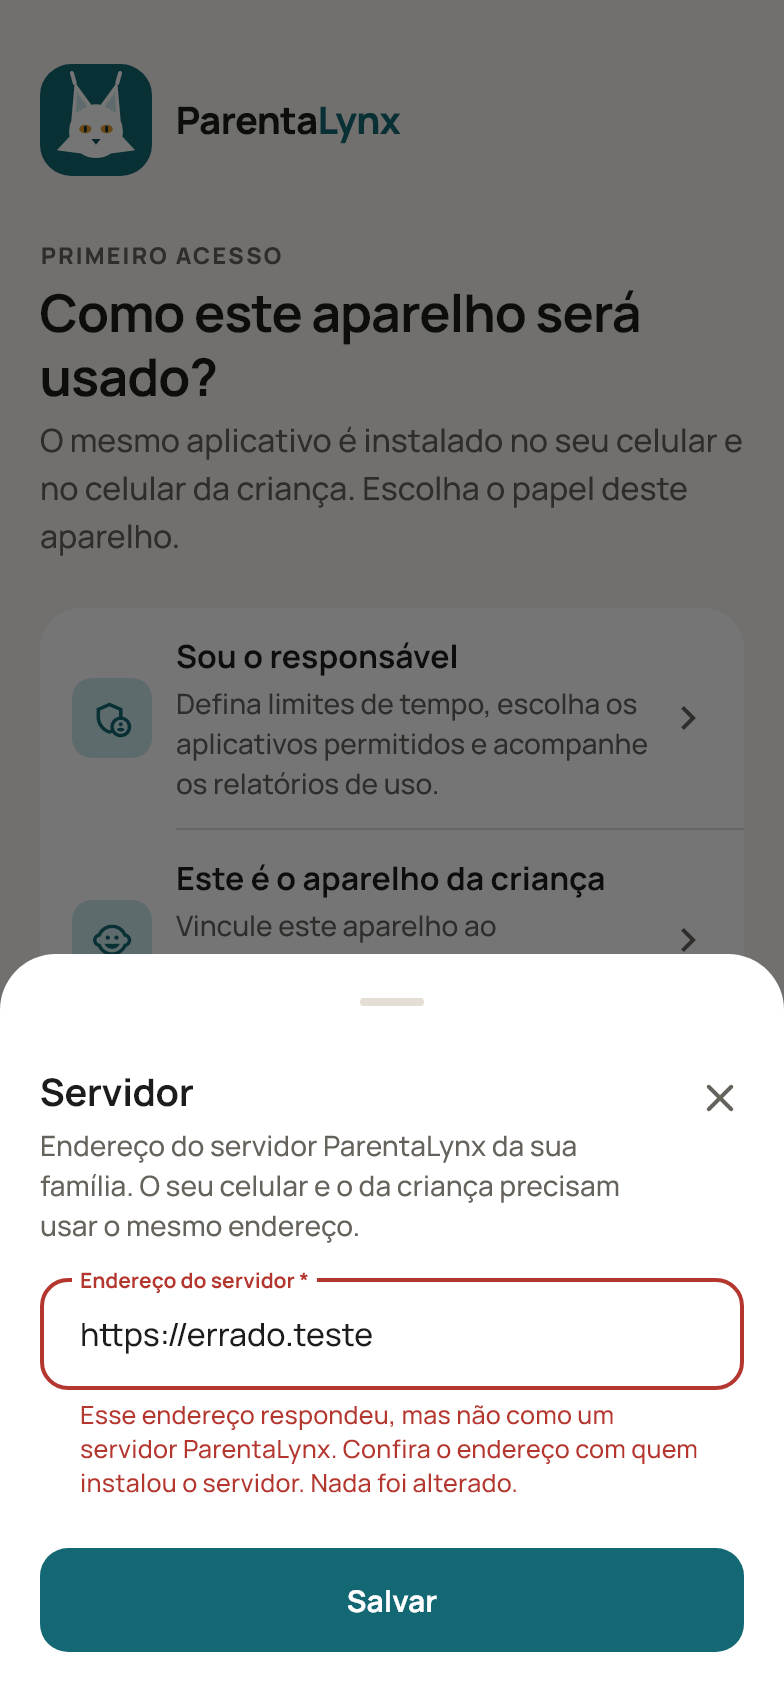 ParentaLynx
PRIMEIRO ACESSO
Como este aparelho será
usado?
O mesmo aplicativo é instalado no seu celular e
no celular da criança. Escolha o papel deste
aparelho.
Sou o responsável
Defina limites de tempo, escolha os
aplicativos permitidos e acompanhe
os relatórios de uso.
Este é o aparelho da criança
Vincule este aparelho ao
Servidor
Endereço do servidor ParentaLynx da sua
família. O seu celular e o da criança precisam
usar o mesmo endereço.
Endereço do servidor *
https://errado.teste
Esse endereço respondeu, mas não como um
servidor ParentaLynx. Confira o endereço com quem
instalou o servidor. Nada foi alterado.
Salvar